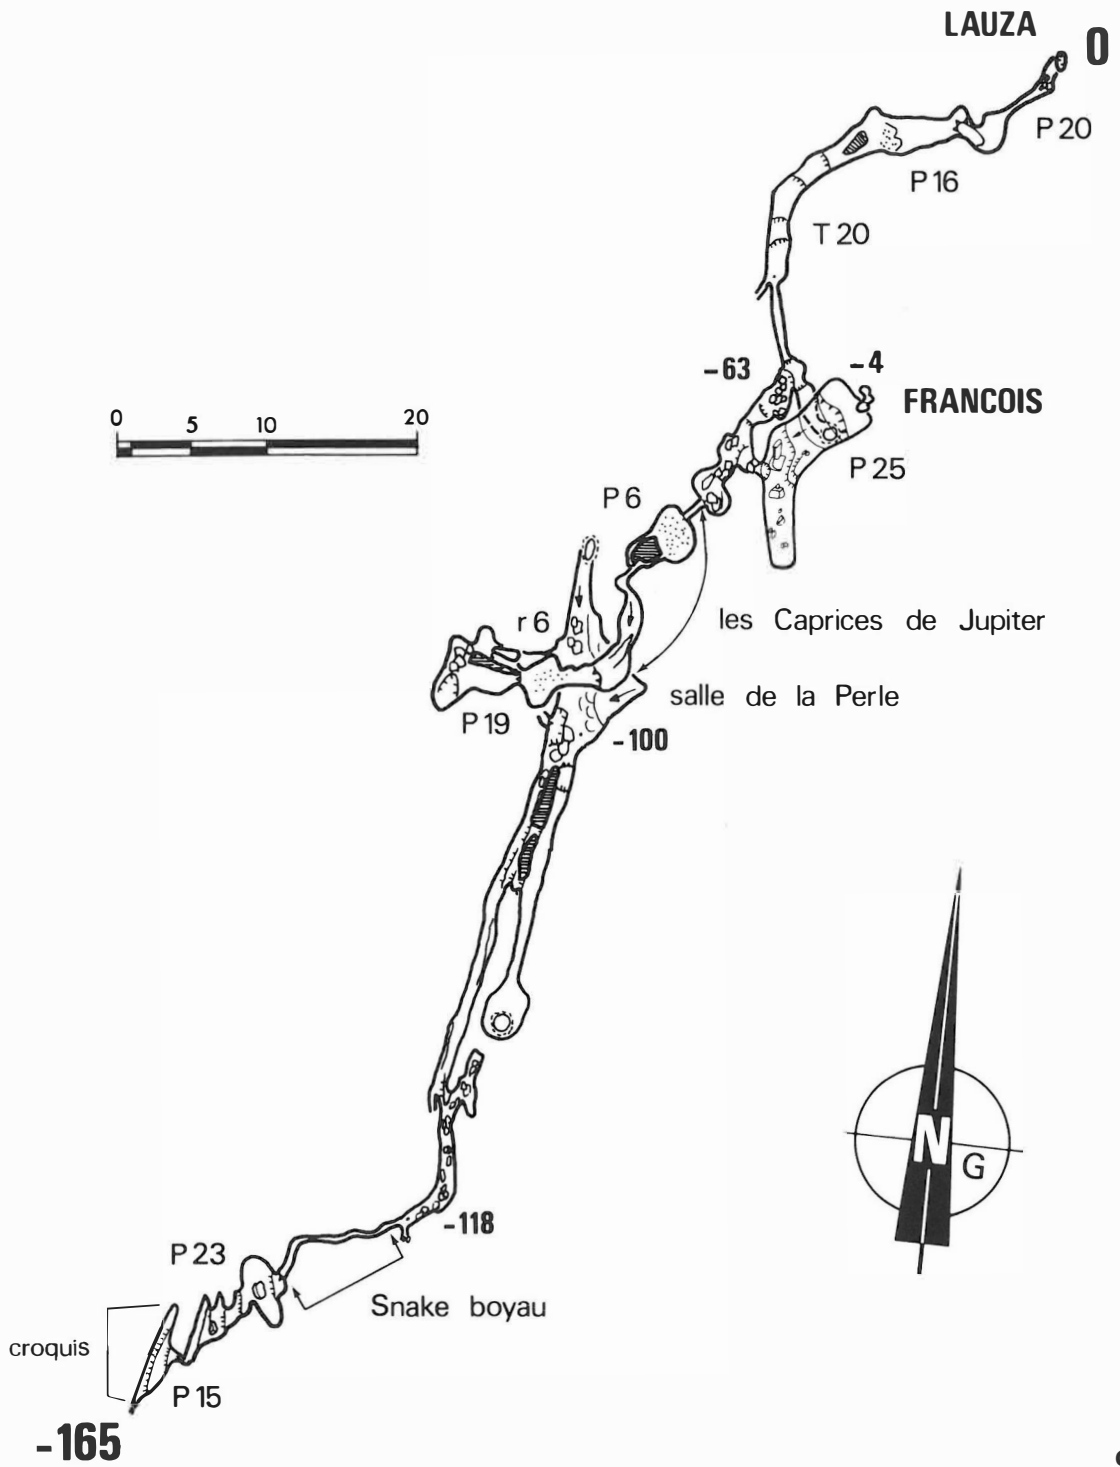 LAUZA
0
P 20
P 16
T 20
-63
-4
FRANCOIS
0 5 10 20
P 25
P 6
les Caprices de Jupiter
r 6
salle de la Perle
P 19
-100
N
G
-118
P 23
Snake boyau
croquis
P 15
-165